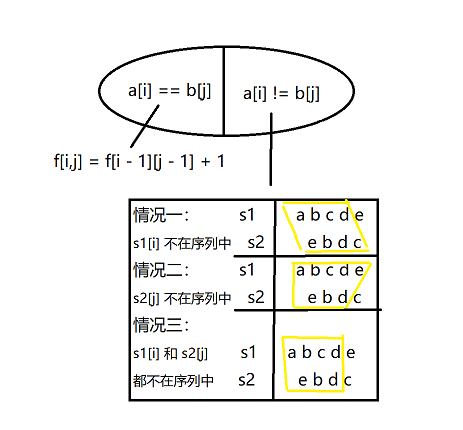 a[i] == b[j]
a[i] != b[j]
f[i,j] = f[i - 1][j - 1] + 1
情况一： s1 a b c d e
s1[i] 不在序列中 s2 e b d c
情况二： s1 a b c d e
s2[j] 不在序列中 s2 e b d c
情况三：
s1[i] 和 s2[j] s1 a b c d e
都不在序列中 s2 e b d c